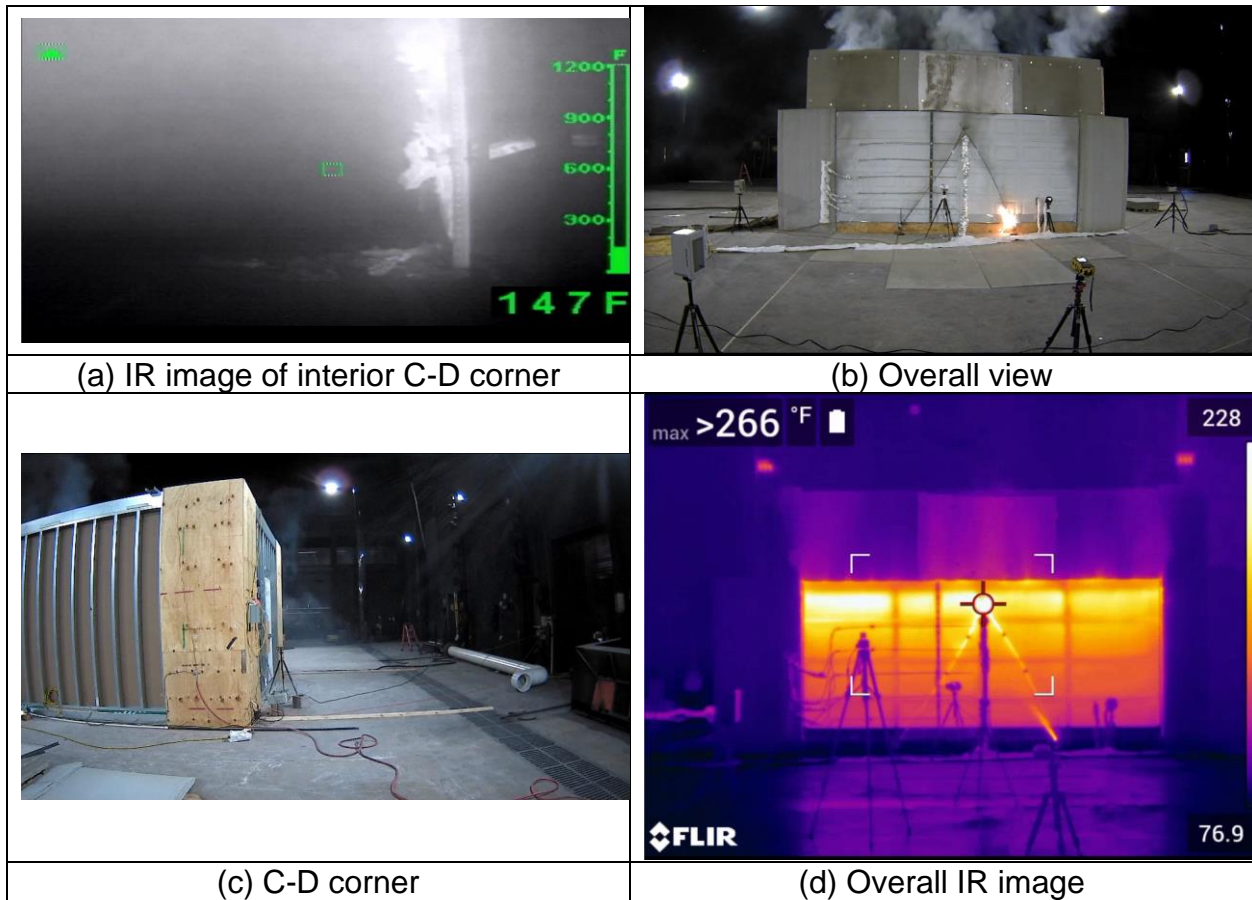 F
1200
900
600
300
147F
(a) IR image of interior C-D corner
(b) Overall view
(c) C-D corner
max >266 °F
228
FLIR
76.9
(d) Overall IR image